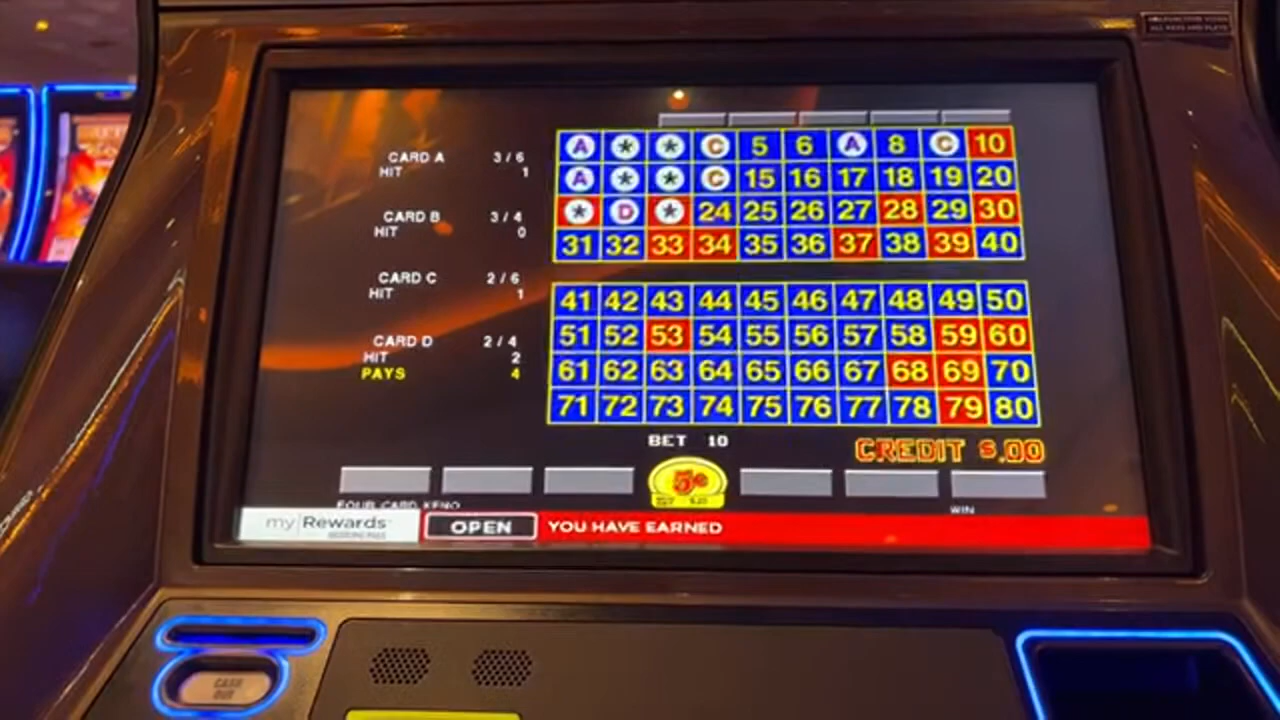 CARD A 3/6
HIT 1
CARD B 3/4
HIT 0
CARD C 2/6
HIT 1
CARD D 2/4
HIT 2
PAYS 4
A * * C 5 6 A 8 C 10
A * * C 15 16 17 18 19 20
* D * 24 25 26 27 28 29 30
31 32 33 34 35 36 37 38 39 40
41 42 43 44 45 46 47 48 49 50
51 52 53 54 55 56 57 58 59 60
61 62 63 64 65 66 67 68 69 70
71 72 73 74 75 76 77 78 79 80
BET 10
CREDIT $.00
5¢
FOUR CARD KENO
WIN
my Rewards
OPEN
YOU HAVE EARNED
CASH OUT